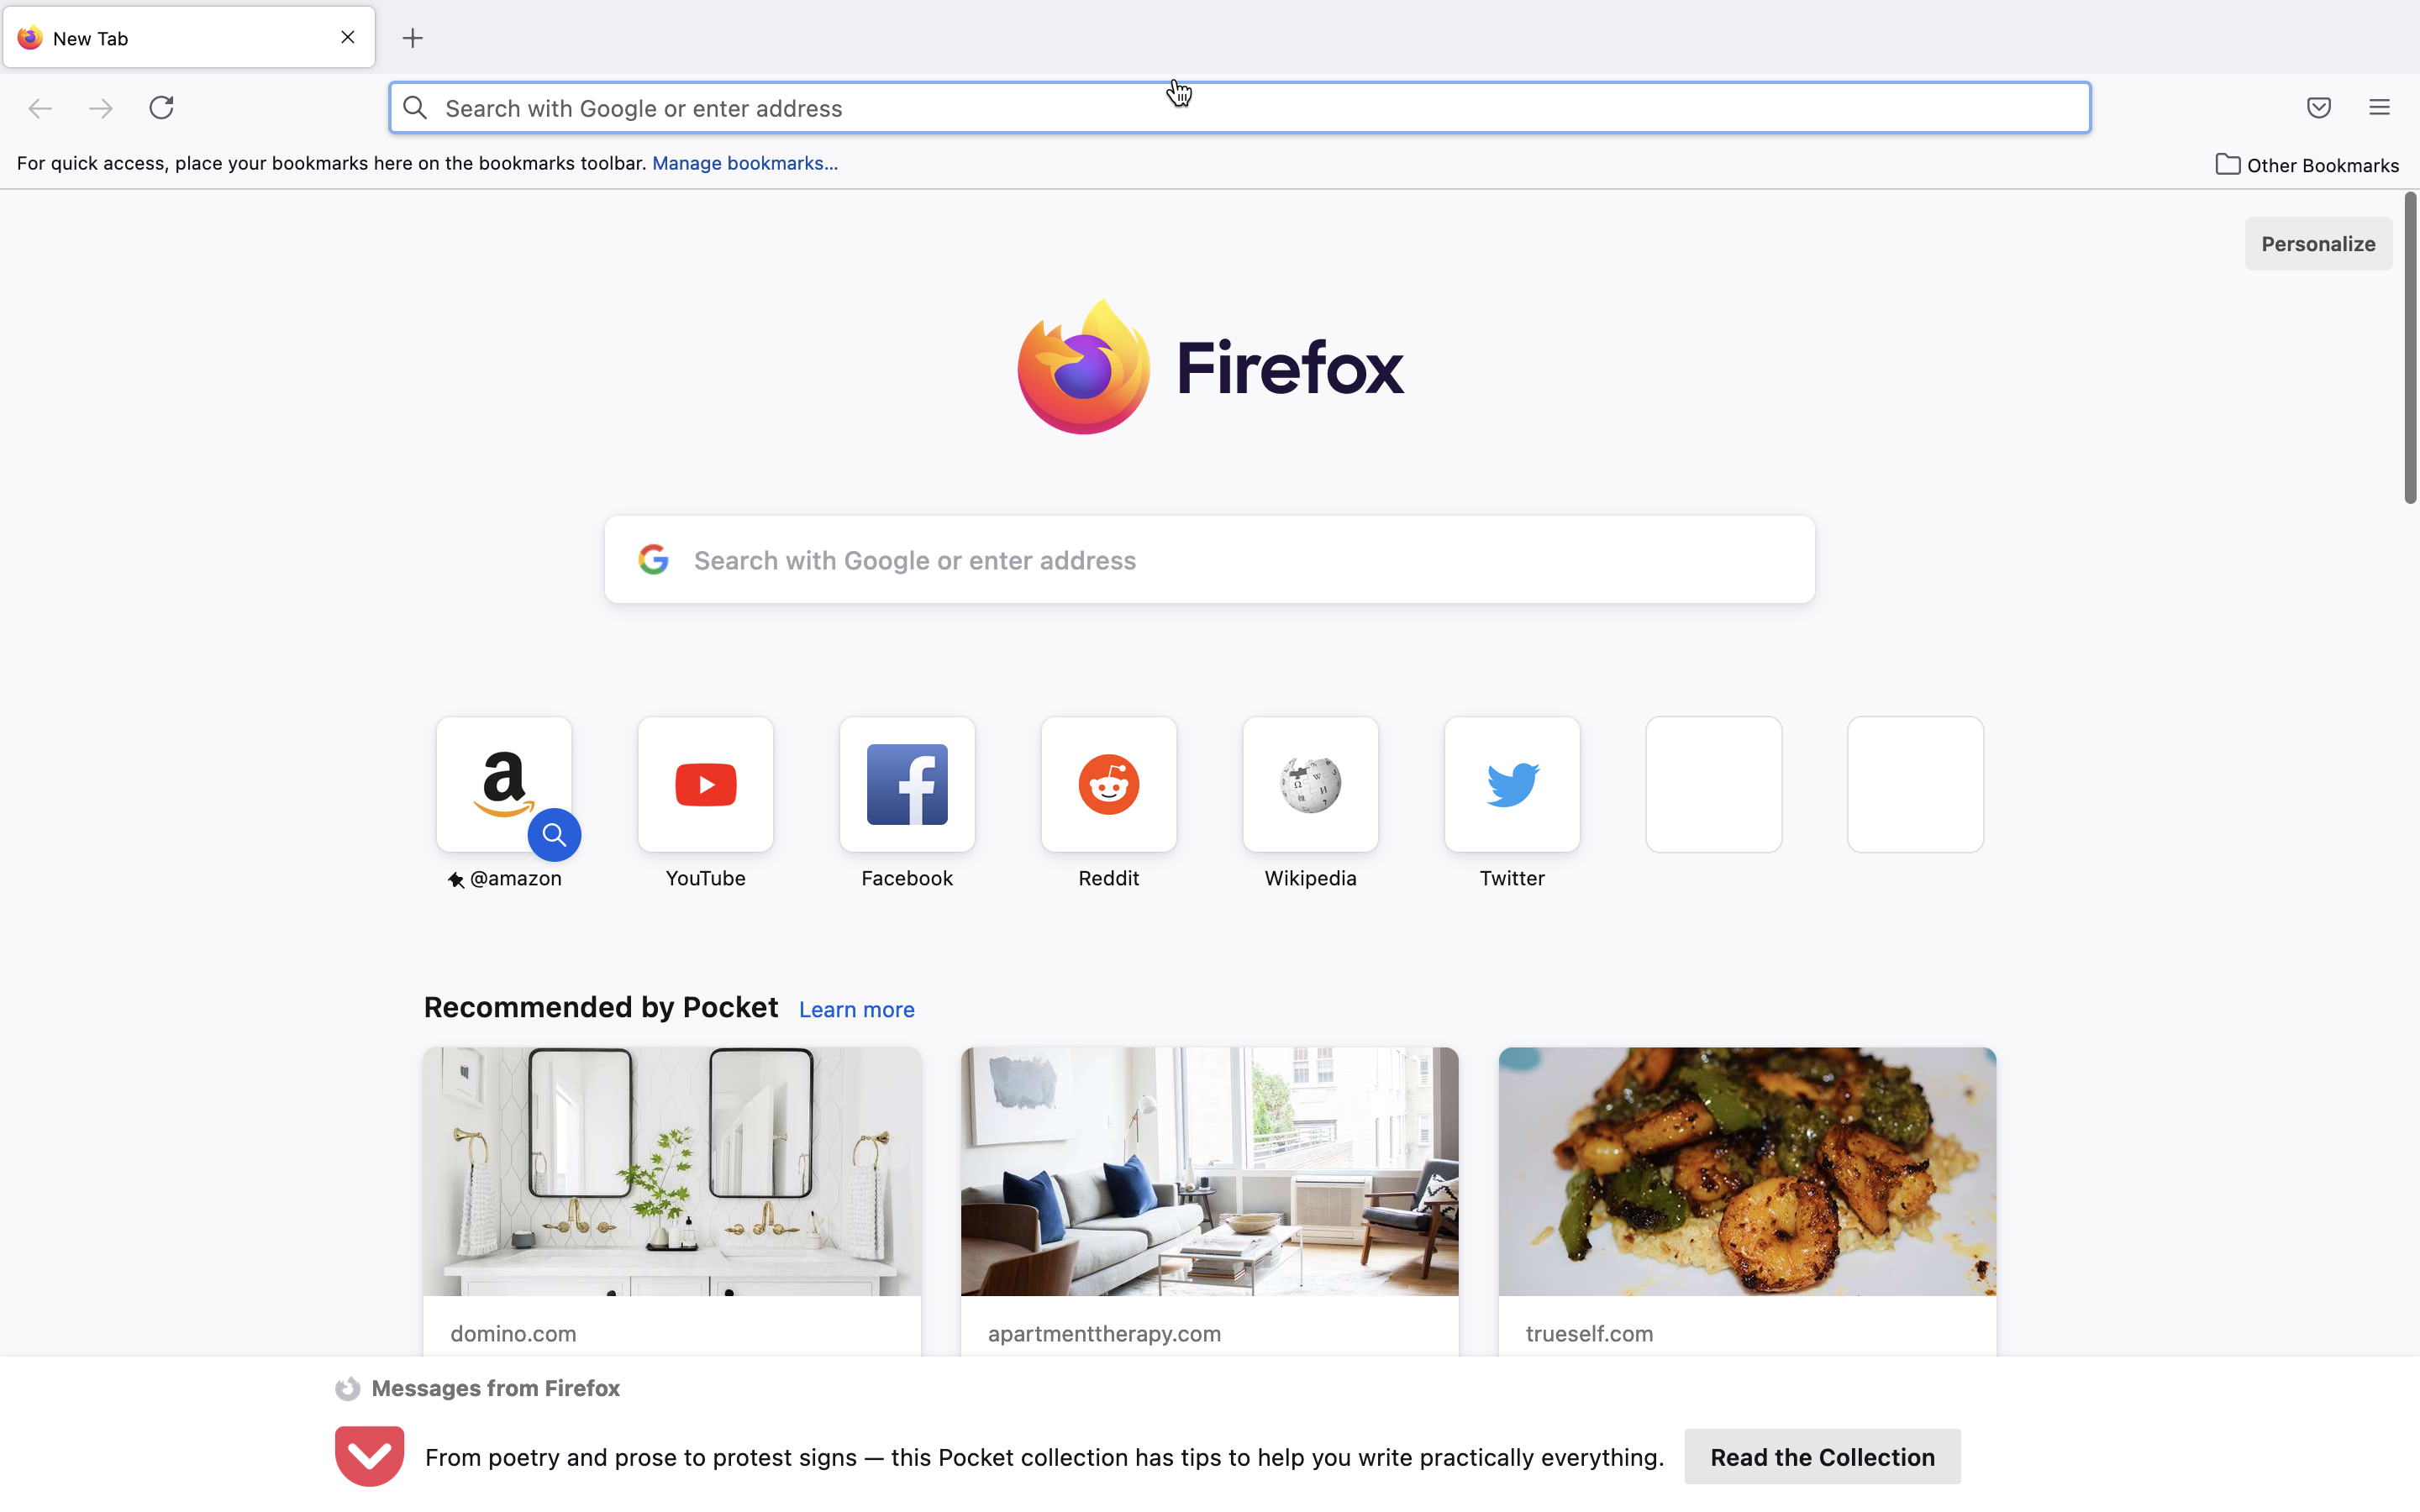 New Tab
Search with Google or enter address
For quick access, place your bookmarks here on the bookmarks toolbar. Manage bookmarks...
Other Bookmarks
Personalize
Firefox
Search with Google or enter address
@amazon
YouTube
Facebook
Reddit
Wikipedia
Twitter
Recommended by Pocket Learn more
domino.com
apartmenttherapy.com
trueself.com
Messages from Firefox
From poetry and prose to protest signs — this Pocket collection has tips to help you write practically everything.
Read the Collection